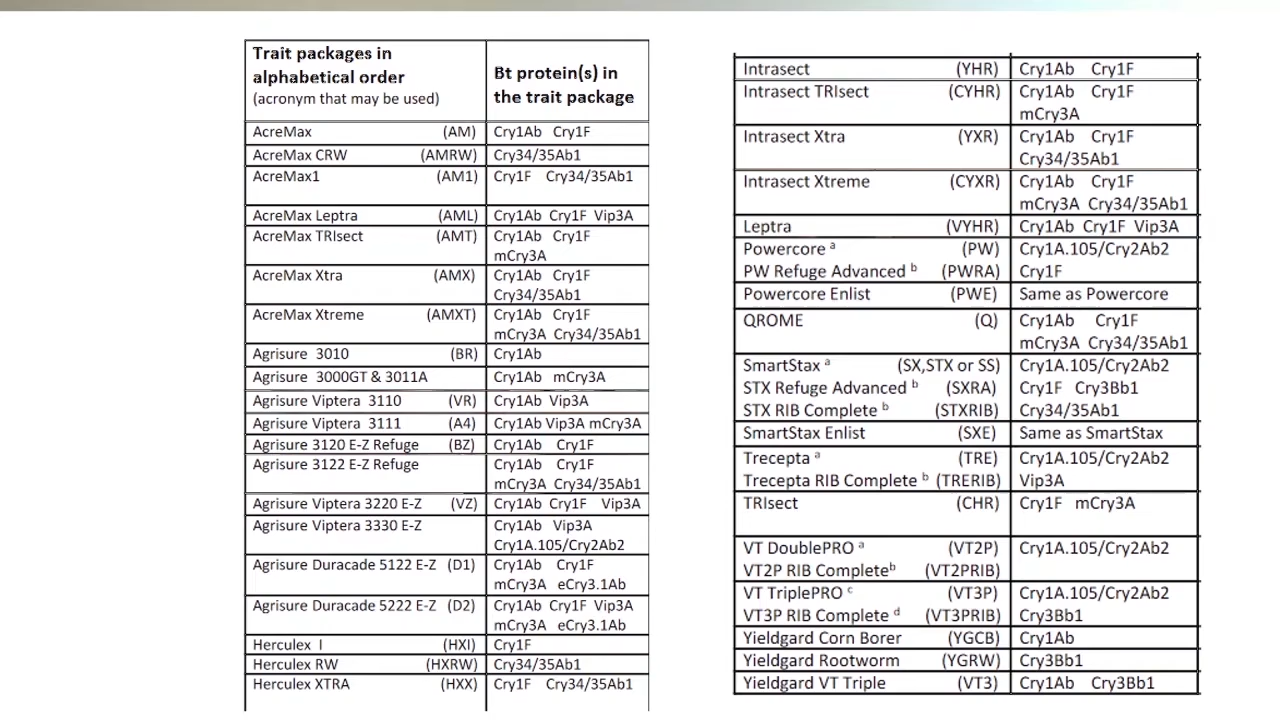 Trait packages in alphabetical order (acronym that may be used) Bt protein(s) in the trait package
AcreMax (AM) Cry1Ab Cry1F
AcreMax CRW (AMRW) Cry34/35Ab1
AcreMax1 (AM1) Cry1F Cry34/35Ab1
AcreMax Leptra (AML) Cry1Ab Cry1F Vip3A
AcreMax TRIsect (AMT) Cry1Ab Cry1F
mCry3A
AcreMax Xtra (AMX) Cry1Ab Cry1F
Cry34/35Ab1
AcreMax Xtreme (AMXT) Cry1Ab Cry1F
mCry3A Cry34/35Ab1
Agrisure 3010 (BR) Cry1Ab
Agrisure 3000GT & 3011A Cry1Ab mCry3A
Agrisure Viptera 3110 (VR) Cry1Ab Vip3A
Agrisure Viptera 3111 (A4) Cry1Ab Vip3A mCry3A
Agrisure 3120 E-Z Refuge (BZ) Cry1Ab Cry1F
Agrisure 3122 E-Z Refuge Cry1Ab Cry1F
mCry3A Cry34/35Ab1
Agrisure Viptera 3220 E-Z (VZ) Cry1Ab Cry1F Vip3A
Agrisure Viptera 3330 E-Z Cry1Ab Vip3A
Cry1A.105/Cry2Ab2
Agrisure Duracade 5122 E-Z (D1) Cry1Ab Cry1F
mCry3A eCry3.1Ab
Agrisure Duracade 5222 E-Z (D2) Cry1Ab Cry1F Vip3A
mCry3A eCry3.1Ab
Herculex I (HXI) Cry1F
Herculex RW (HXRW) Cry34/35Ab1
Herculex XTRA (HXX) Cry1F Cry34/35Ab1
Intrasect (YHR) Cry1Ab Cry1F
Intrasect TRIsect (CYHR) Cry1Ab Cry1F
mCry3A
Intrasect Xtra (YXR) Cry1Ab Cry1F
Cry34/35Ab1
Intrasect Xtreme (CYXR) Cry1Ab Cry1F
mCry3A Cry34/35Ab1
Leptra (VYHR) Cry1Ab Cry1F Vip3A
Powercore a (PW) Cry1A.105/Cry2Ab2
PW Refuge Advanced b (PWRA) Cry1F
Powercore Enlist (PWE) Same as Powercore
QROME (Q) Cry1Ab Cry1F
mCry3A Cry34/35Ab1
SmartStax a (SX,STX or SS) Cry1A.105/Cry2Ab2
STX Refuge Advanced b (SXRA) Cry1F Cry3Bb1
STX RIB Complete b (STXRIB) Cry34/35Ab1
SmartStax Enlist (SXE) Same as SmartStax
Trecepta a (TRE) Cry1A.105/Cry2Ab2
Trecepta RIB Complete b (TRERIB) Vip3A
TRIsect (CHR) Cry1F mCry3A
VT DoublePRO a (VT2P) Cry1A.105/Cry2Ab2
VT2P RIB Complete b (VT2PRIB)
VT TriplePRO c (VT3P) Cry1A.105/Cry2Ab2
VT3P RIB Complete d (VT3PRIB) Cry3Bb1
Yieldgard Corn Borer (YGCB) Cry1Ab
Yieldgard Rootworm (YGRW) Cry3Bb1
Yieldgard VT Triple (VT3) Cry1Ab Cry3Bb1